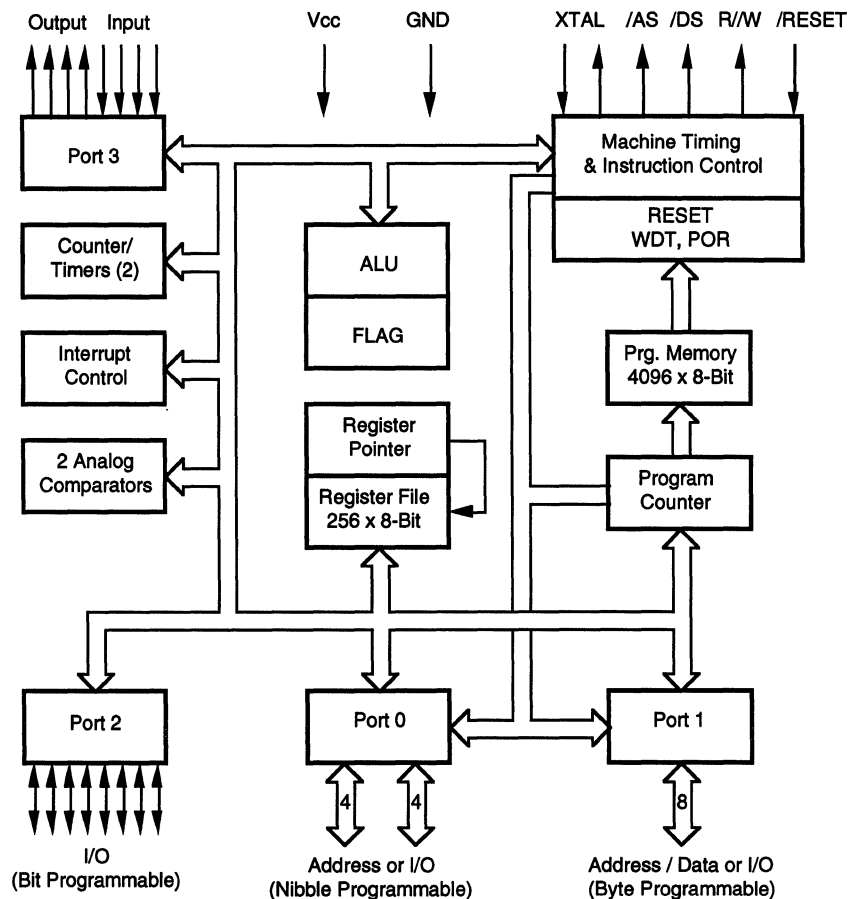 Output Input Vcc GND XTAL /AS /DS R//W /RESET
Port 3
Machine Timing
& Instruction Control
RESET
WDT, POR
Counter/
Timers (2)
ALU
FLAG
Interrupt
Control
Prg. Memory
4096 x 8-Bit
Register
Pointer
2 Analog
Comparators
Register File
256 x 8-Bit
Program
Counter
Port 2
Port 0
Port 1
4 4 8
I/O
(Bit Programmable)
Address or I/O
(Nibble Programmable)
Address / Data or I/O
(Byte Programmable)